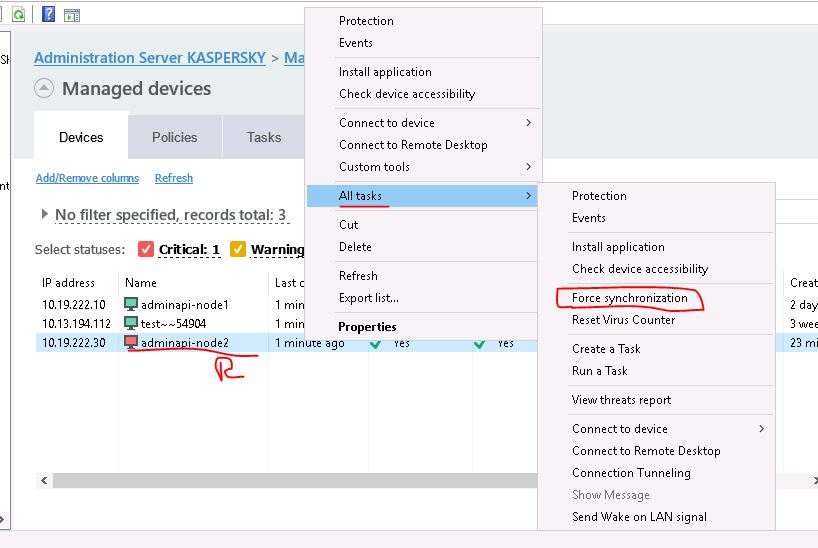 Administration Server KASPERSKY > Ma
Managed devices
Devices
Policies
Tasks
Add/Remove columns
Refresh
No filter specified, records total: 3
Select statuses:
Critical: 1
Warning
IP address
Name
Last c
Creat
10.19.222.10
adminapi-node1
1 min
2 day
10.13.194.112
test~~54904
1 min
3 wee
10.19.222.30
adminapi-node2
1 minute ago
Yes
Yes
23 mi
R
Protection
Events
Install application
Check device accessibility
Connect to device
Connect to Remote Desktop
Custom tools
All tasks
Cut
Delete
Refresh
Export list...
Properties
Protection
Events
Install application
Check device accessibility
Force synchronization
Reset Virus Counter
Create a Task
Run a Task
View threats report
Connect to device
Connect to Remote Desktop
Connection Tunneling
Show Message
Send Wake on LAN signal